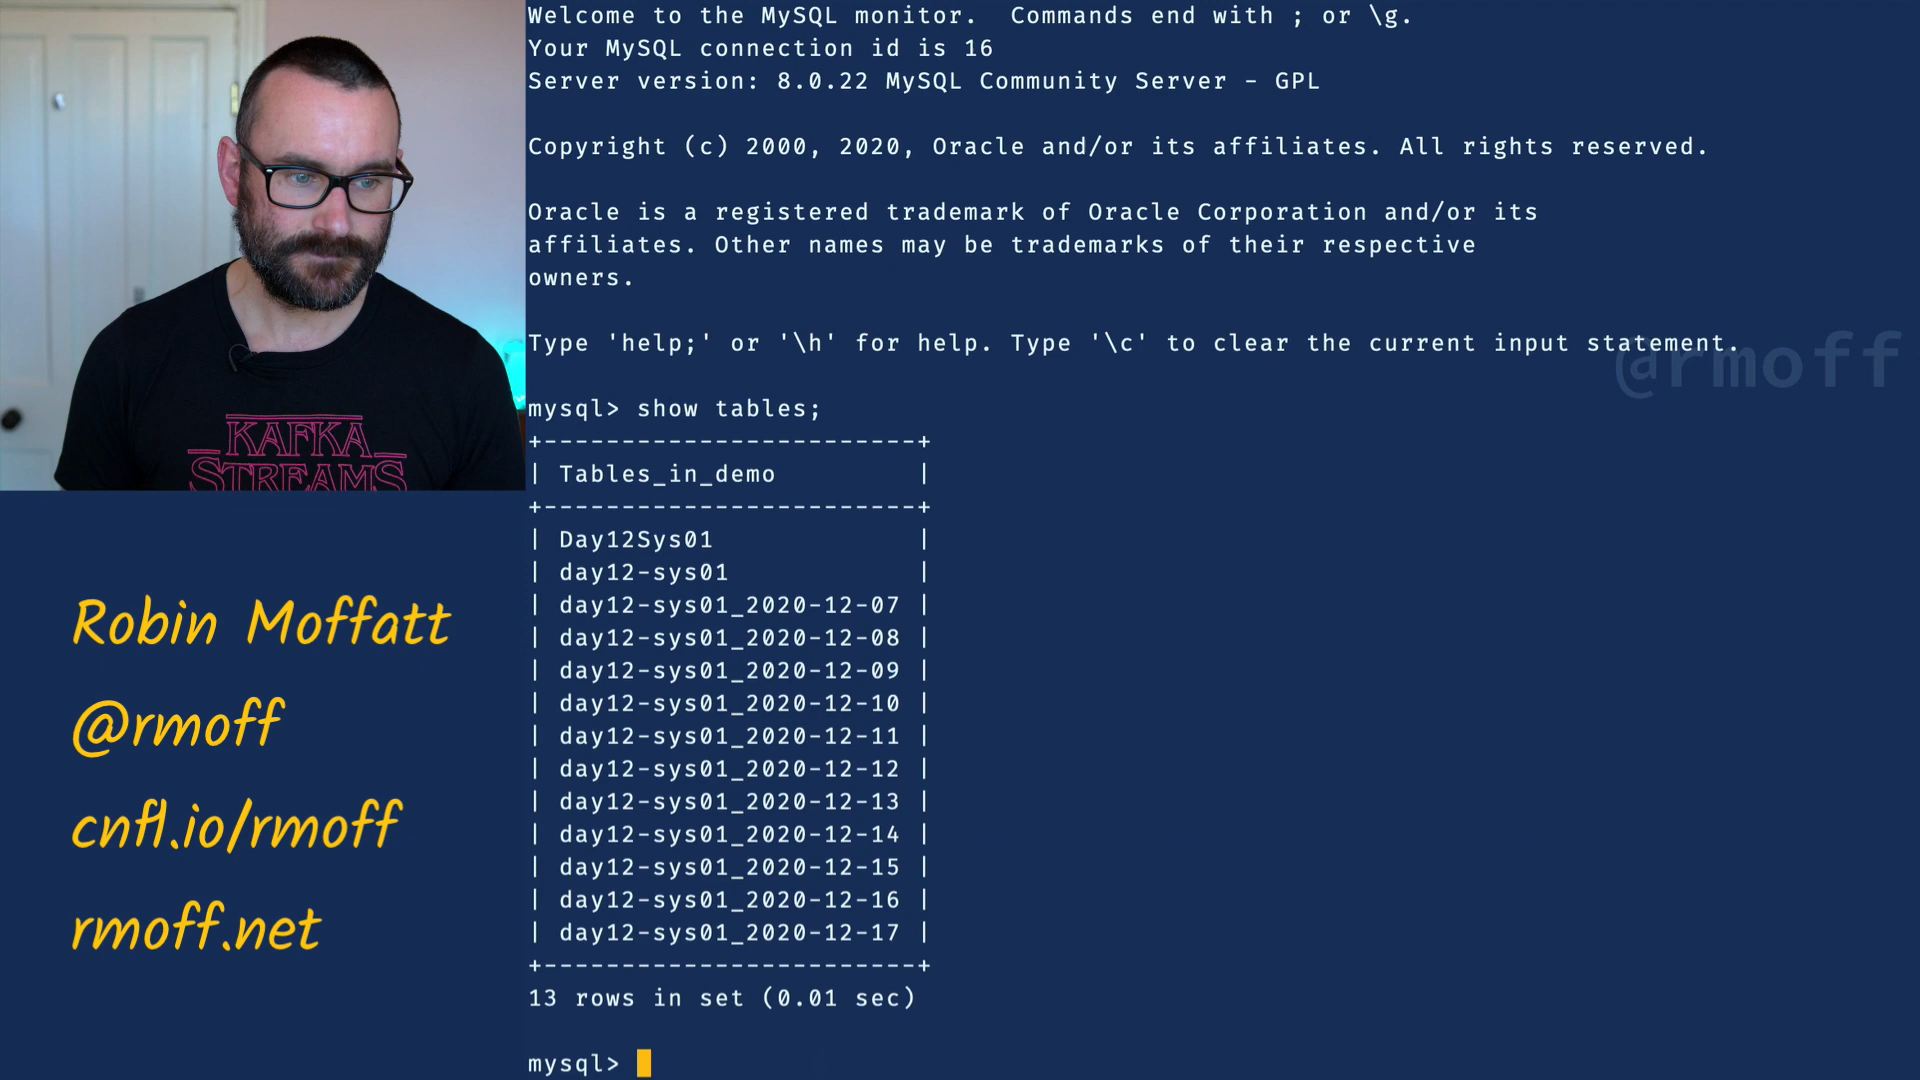 KAFKA
STREAMS
Robin Moffatt
@rmoff
cnfl.io/rmoff
rmoff.net
Welcome to the MySQL monitor.  Commands end with ; or \g.
Your MySQL connection id is 16
Server version: 8.0.22 MySQL Community Server - GPL
Copyright (c) 2000, 2020, Oracle and/or its affiliates. All rights reserved.
Oracle is a registered trademark of Oracle Corporation and/or its
affiliates. Other names may be trademarks of their respective
owners.
Type 'help;' or '\h' for help. Type '\c' to clear the current input statement.
@rmoff
mysql> show tables;
+------------------------+
| Tables_in_demo         |
+------------------------+
| Day12Sys01             |
| day12-sys01            |
| day12-sys01_2020-12-07 |
| day12-sys01_2020-12-08 |
| day12-sys01_2020-12-09 |
| day12-sys01_2020-12-10 |
| day12-sys01_2020-12-11 |
| day12-sys01_2020-12-12 |
| day12-sys01_2020-12-13 |
| day12-sys01_2020-12-14 |
| day12-sys01_2020-12-15 |
| day12-sys01_2020-12-16 |
| day12-sys01_2020-12-17 |
+------------------------+
13 rows in set (0.01 sec)
mysql>